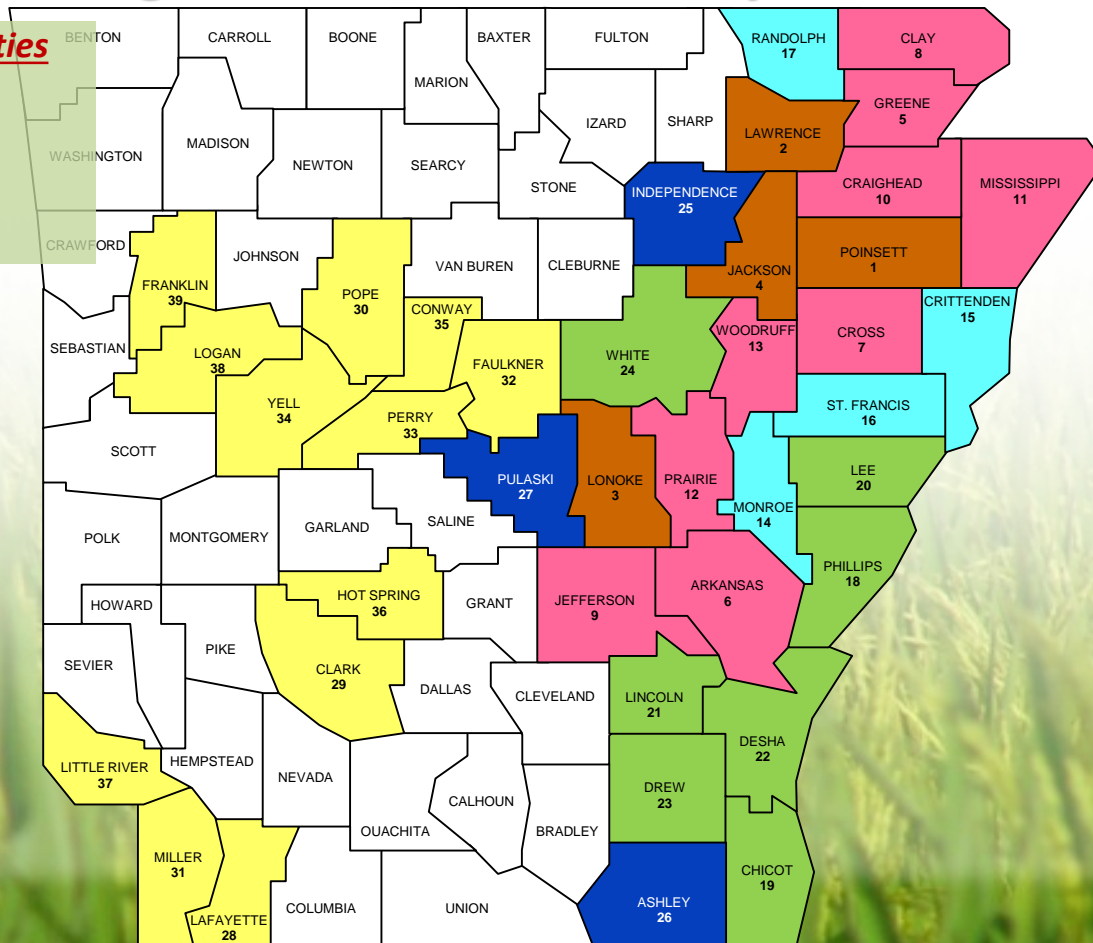 ties
BENTON
CARROLL
BOONE
BAXTER
FULTON
RANDOLPH
17
CLAY
8
MARION
GREENE
5
IZARD
SHARP
LAWRENCE
2
MADISON
WASHINGTON
NEWTON
SEARCY
STONE
INDEPENDENCE
25
CRAIGHEAD
10
MISSISSIPPI
11
CRAWFORD
JOHNSON
VAN BUREN
CLEBURNE
JACKSON
4
POINSETT
1
FRANKLIN
39
POPE
30
CONWAY
35
CRITTENDEN
15
SEBASTIAN
LOGAN
38
FAULKNER
32
WHITE
24
WOODRUFF
13
CROSS
7
YELL
34
PERRY
33
ST. FRANCIS
16
SCOTT
PULASKI
27
LONOKE
3
PRAIRIE
12
LEE
20
MONROE
14
POLK
MONTGOMERY
GARLAND
SALINE
PHILLIPS
18
HOWARD
HOT SPRING
36
GRANT
JEFFERSON
9
ARKANSAS
6
SEVIER
PIKE
CLARK
29
DALLAS
CLEVELAND
LINCOLN
21
DESHA
22
LITTLE RIVER
37
HEMPSTEAD
NEVADA
CALHOUN
DREW
23
OUACHITA
BRADLEY
MILLER
31
CHICOT
19
LAFAYETTE
28
COLUMBIA
UNION
ASHLEY
26